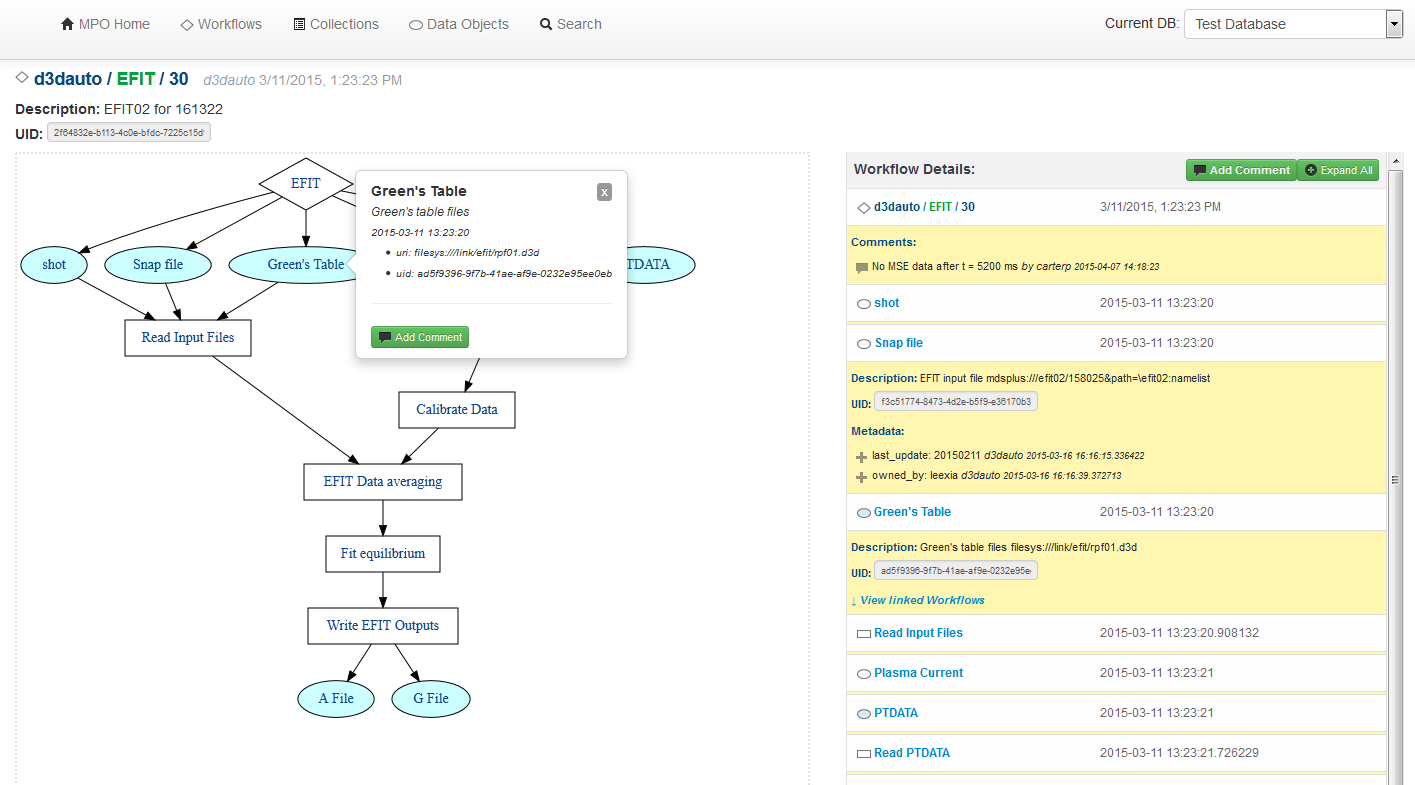 MPO Home Workflows Collections Data Objects Search Current DB: Test Database
d3dauto / EFIT / 30 d3dauto 3/11/2015, 1:23:23 PM
Description: EFIT02 for 161322
UID: 2f64832e-b113-4c0e-bfdc-7225c15d
EFIT
shot
Snap file
Green's Table
TDATA
Read Input Files
Calibrate Data
EFIT Data averaging
Fit equilibrium
Write EFIT Outputs
A File
G File
Green's Table x
Green's table files
2015-03-11 13:23:20
uri: filesys:///link/efit/rpf01.d3d
uid: ad5f9396-9f7b-41ae-af9e-0232e95ee0eb
Add Comment
Workflow Details: Add Comment Expand All
d3dauto / EFIT / 30 3/11/2015, 1:23:23 PM
Comments:
No MSE data after t = 5200 ms by carterp 2015-04-07 14:18:23
shot 2015-03-11 13:23:20
Snap file 2015-03-11 13:23:20
Description: EFIT input file mdsplus:///efit02/158025&path=\efit02:namelist
UID: f3c51774-8473-4d2e-b5f9-e36170b3
Metadata:
last_update: 20150211 d3dauto 2015-03-16 16:16:15.336422
owned_by: leexia d3dauto 2015-03-16 16:16:39.372713
Green's Table 2015-03-11 13:23:20
Description: Green's table files filesys:///link/efit/rpf01.d3d
UID: ad5f9396-9f7b-41ae-af9e-0232e95e
↓ View linked Workflows
Read Input Files 2015-03-11 13:23:20.908132
Plasma Current 2015-03-11 13:23:21
PTDATA 2015-03-11 13:23:21
Read PTDATA 2015-03-11 13:23:21.726229